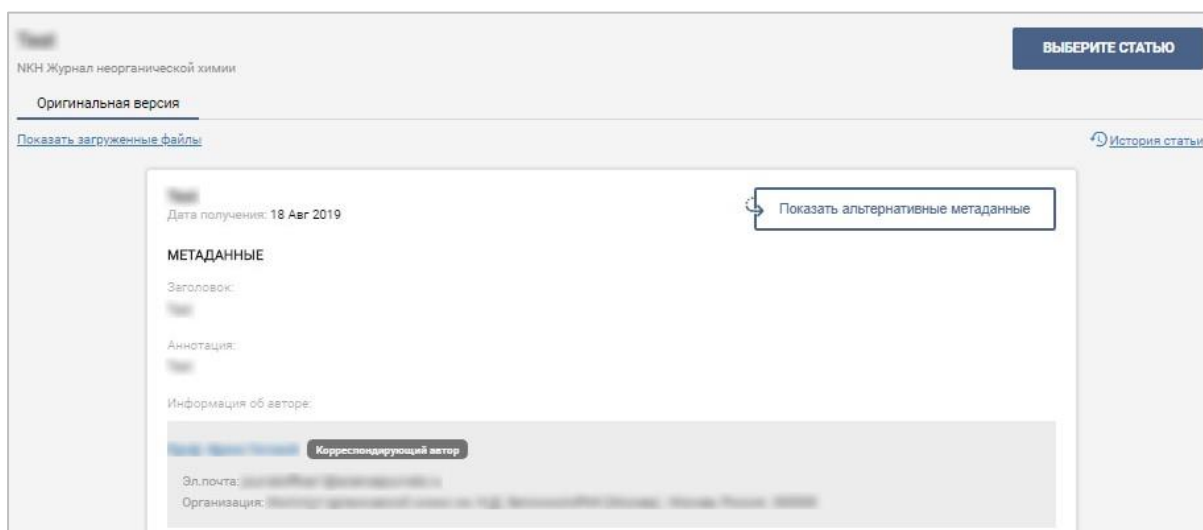 ВЫБЕРИТЕ СТАТЬЮ
NKH Журнал неорганической химии
Оригинальная версия
Показать загруженные файлы
История статьи
Дата получения: 18 Авг 2019
Показать альтернативные метаданные
МЕТАДАННЫЕ
Заголовок:
Аннотация:
Информация об авторе:
Корреспондирующий автор
Эл.почта:
Организация: